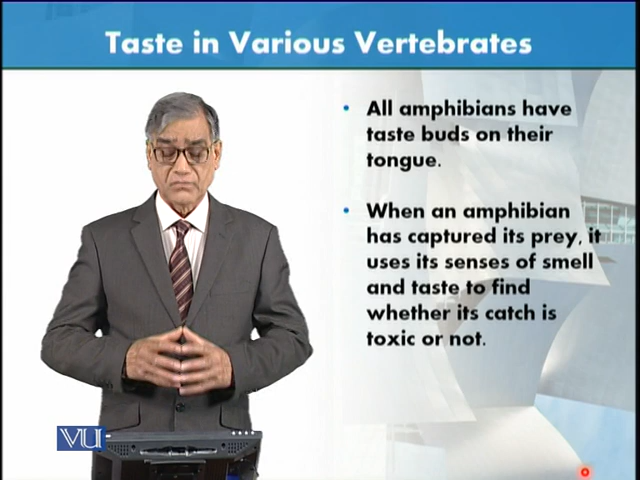 Taste in Various Vertebrates
• All amphibians have
taste buds on their
tongue.
• When an amphibian
has captured its prey, it
uses its senses of smell
and taste to find
whether its catch is
toxic or not.
VU